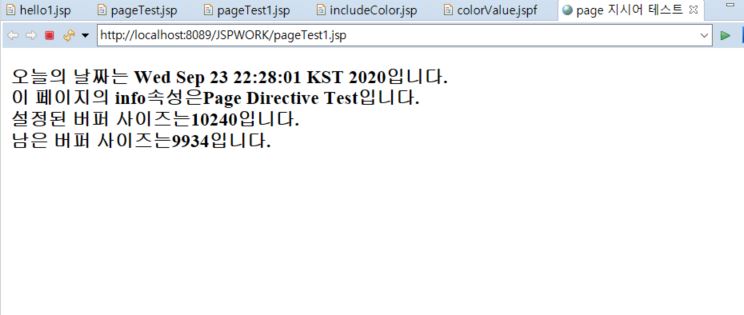 hello1.jsp pageTest.jsp pageTest1.jsp includeColor.jsp colorValue.jspf page 지시어 테스트
http://localhost:8089/JSPWORK/pageTest1.jsp
오늘의 날짜는 Wed Sep 23 22:28:01 KST 2020입니다.
이 페이지의 info속성은Page Directive Test입니다.
설정된 버퍼 사이즈는10240입니다.
남은 버퍼 사이즈는9934입니다.